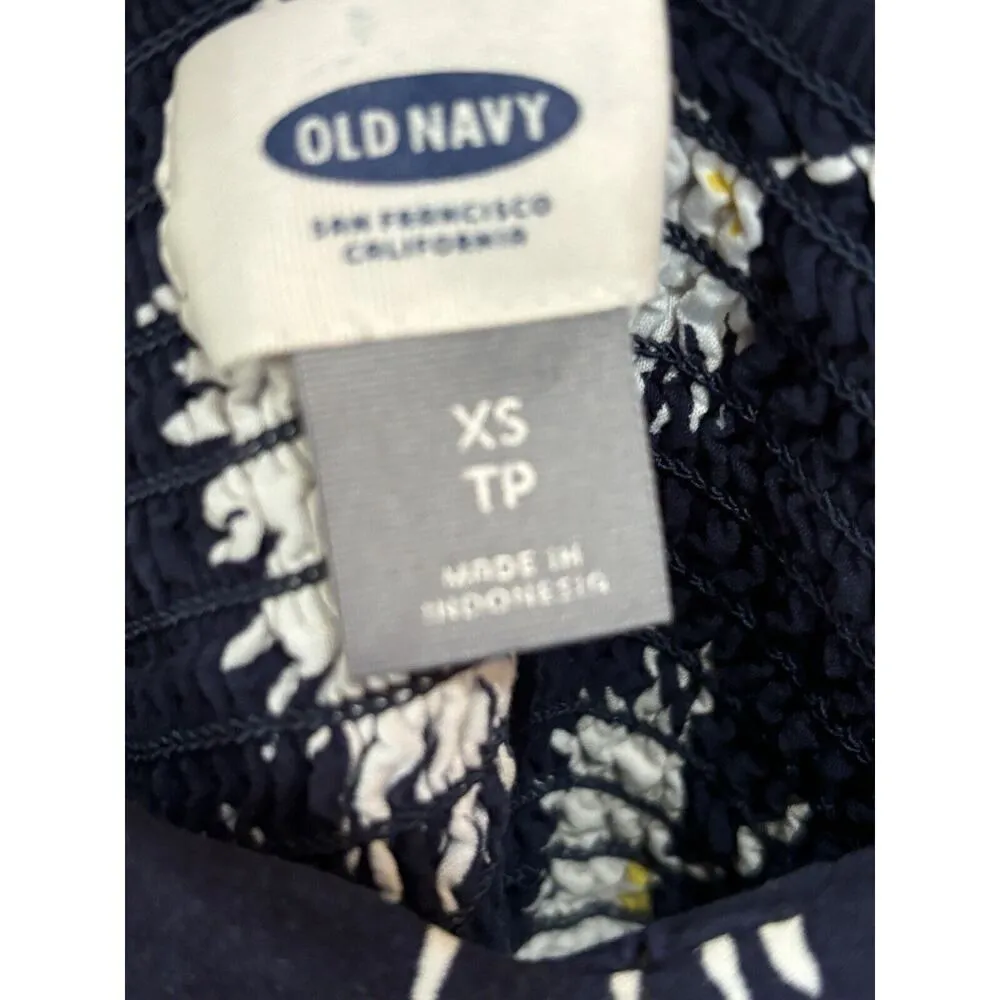 OLD NAVY
SAN FRANCISCO
CALIFORNIA
XS
TP
MADE IN
INDONESIA